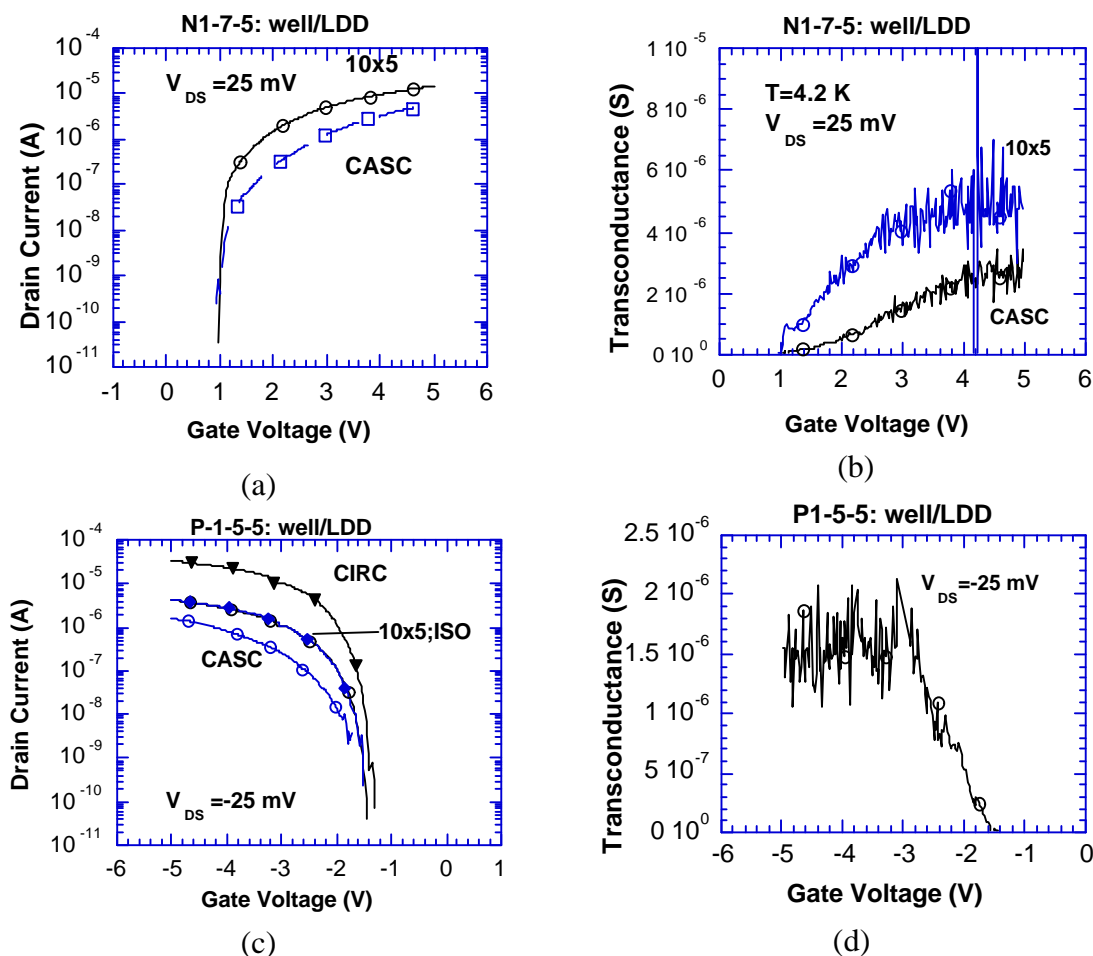 N1-7-5: well/LDD
10x5
V DS =25 mV
CASC
Drain Current (A)
10-4
10-5
10-6
10-7
10-8
10-9
10-10
10-11
-1 0 1 2 3 4 5 6
Gate Voltage (V)
(a)
N1-7-5: well/LDD
T=4.2 K
V DS =25 mV
10x5
CASC
Transconductance (S)
1 10-5
8 10-6
6 10-6
4 10-6
2 10-6
0 100
0 1 2 3 4 5 6
Gate Voltage (V)
(b)
P-1-5-5: well/LDD
CIRC
10x5;ISO
CASC
V DS =-25 mV
Drain Current (A)
10-4
10-5
10-6
10-7
10-8
10-9
10-10
10-11
-6 -5 -4 -3 -2 -1 0 1
Gate Voltage (V)
(c)
P1-5-5: well/LDD
V DS=-25 mV
Transconductance (S)
2.5 10-6
2 10-6
1.5 10-6
1 10-6
5 10-7
0 100
-6 -5 -4 -3 -2 -1 0
Gate Voltage (V)
(d)